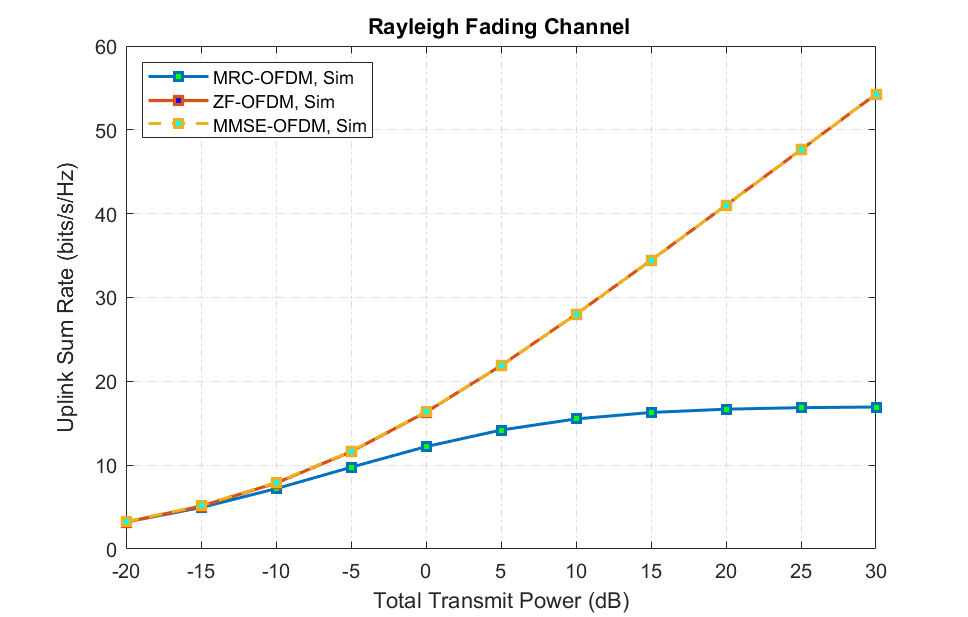 Rayleigh Fading Channel
MRC-OFDM, Sim
ZF-OFDM, Sim
MMSE-OFDM, Sim
Uplink Sum Rate (bits/s/Hz)
60
50
40
30
20
10
0
-20 -15 -10 -5 0 5 10 15 20 25 30
Total Transmit Power (dB)